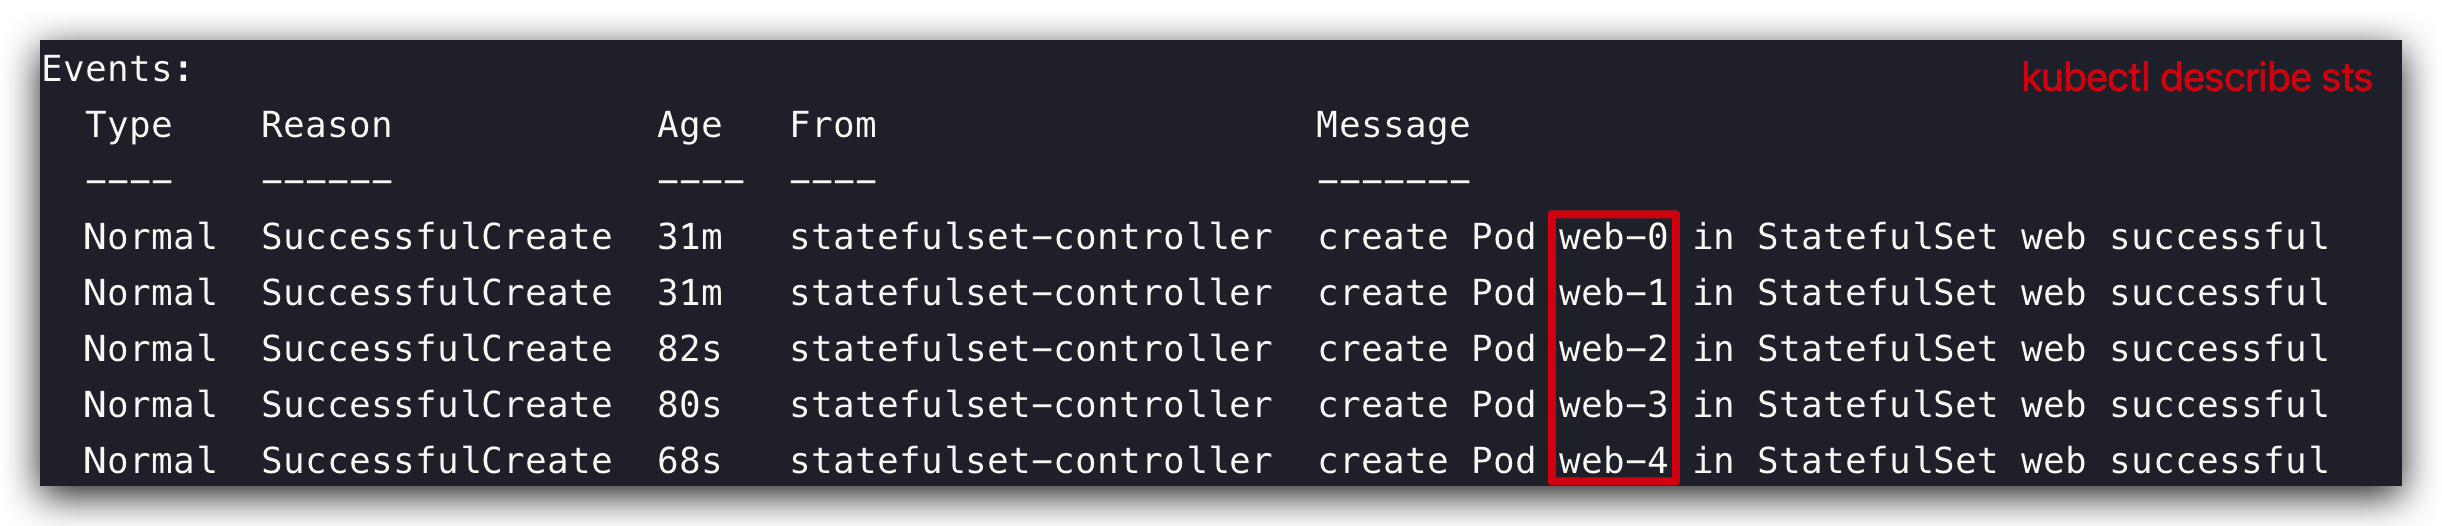 Events:
kubectl describe sts
Type Reason Age From Message
---- ------ ---- ---- -------
Normal SuccessfulCreate 31m statefulset-controller create Pod web-0 in StatefulSet web successful
Normal SuccessfulCreate 31m statefulset-controller create Pod web-1 in StatefulSet web successful
Normal SuccessfulCreate 82s statefulset-controller create Pod web-2 in StatefulSet web successful
Normal SuccessfulCreate 80s statefulset-controller create Pod web-3 in StatefulSet web successful
Normal SuccessfulCreate 68s statefulset-controller create Pod web-4 in StatefulSet web successful